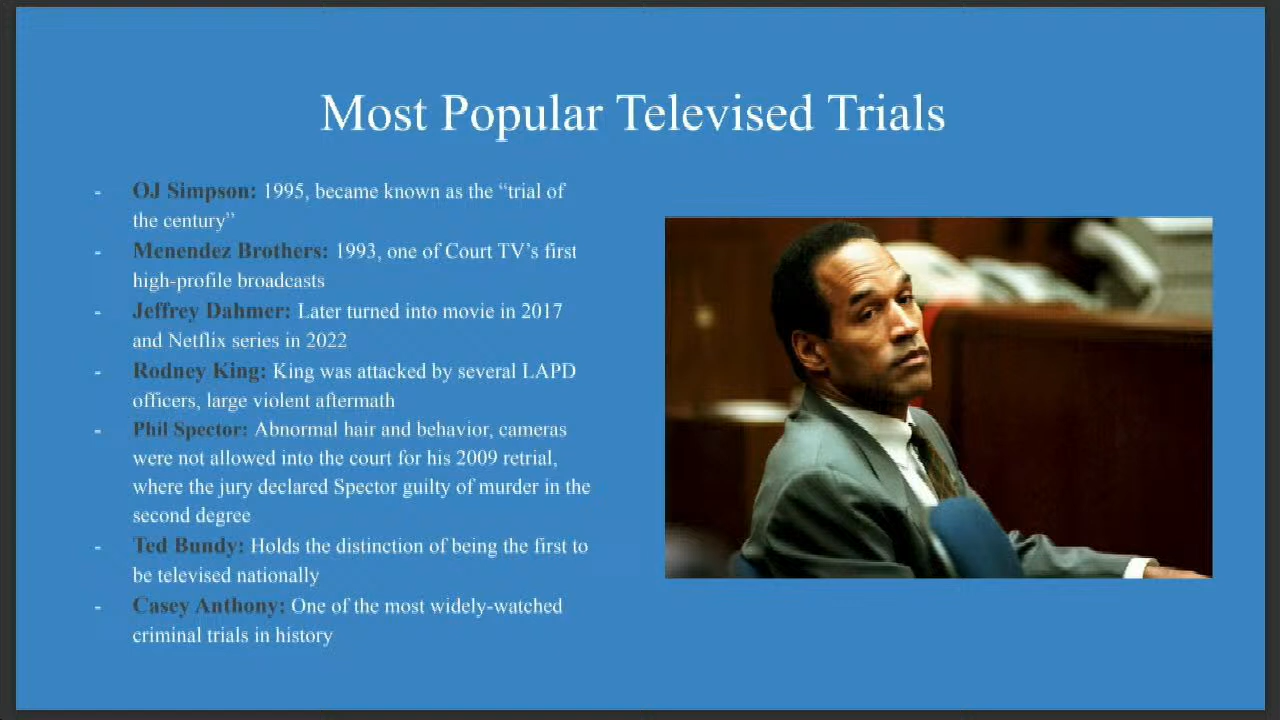 Most Popular Televised Trials
- OJ Simpson: 1995, became known as the “trial of
the century”
- Menendez Brothers: 1993, one of Court TV’s first
high-profile broadcasts
- Jeffrey Dahmer: Later turned into movie in 2017
and Netflix series in 2022
- Rodney King: King was attacked by several LAPD
officers, large violent aftermath
- Phil Spector: Abnormal hair and behavior, cameras
were not allowed into the court for his 2009 retrial,
where the jury declared Spector guilty of murder in the
second degree
- Ted Bundy: Holds the distinction of being the first to
be televised nationally
- Casey Anthony: One of the most widely-watched
criminal trials in history